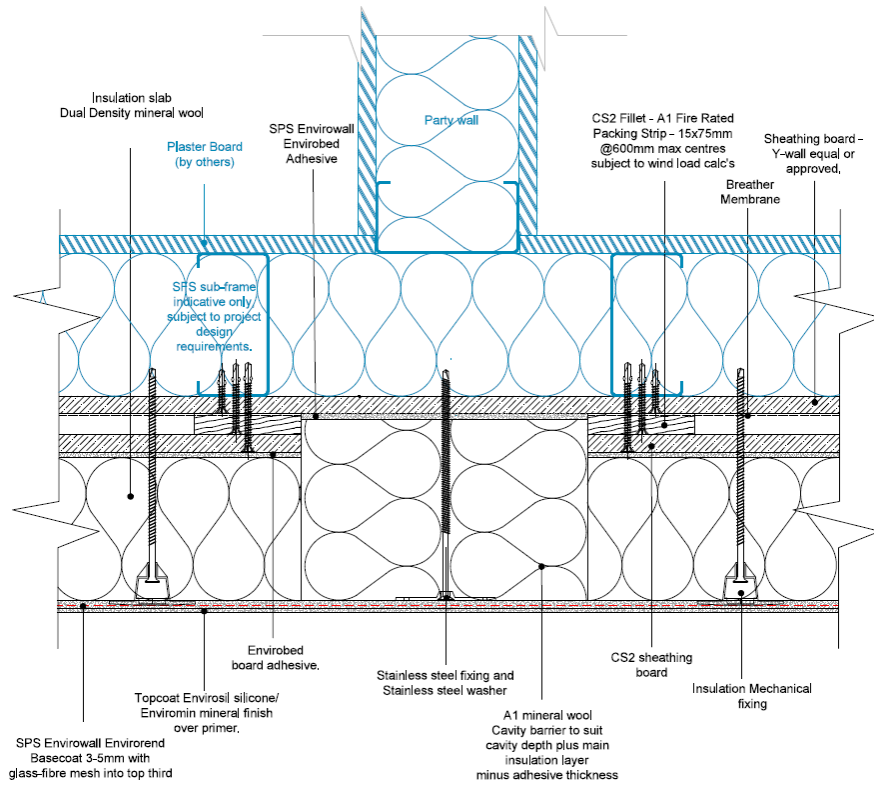 Insulation slab
Dual Density mineral wool
Plaster Board
(by others)
SPS Envirowall
Envirobed
Adhesive
Party wall
CS2 Fillet - A1 Fire Rated
Packing Strip - 15x75mm
@600mm max centres
subject to wind load calc's
Breather
Membrane
Sheathing board -
Y-wall equal or
approved.
SFS sub-frame
indicative only,
subject to project
design
requirements.
Envirobed
board adhesive.
Topcoat Envirosil silicone/
Enviromin mineral finish
over primer.
SPS Envirowall Envirorend
Basecoat 3-5mm with
glass-fibre mesh into top third
Stainless steel fixing and
Stainless steel washer
A1 mineral wool
Cavity barrier to suit
cavity depth plus main
insulation layer
minus adhesive thickness
CS2 sheathing
board
Insulation Mechanical
fixing